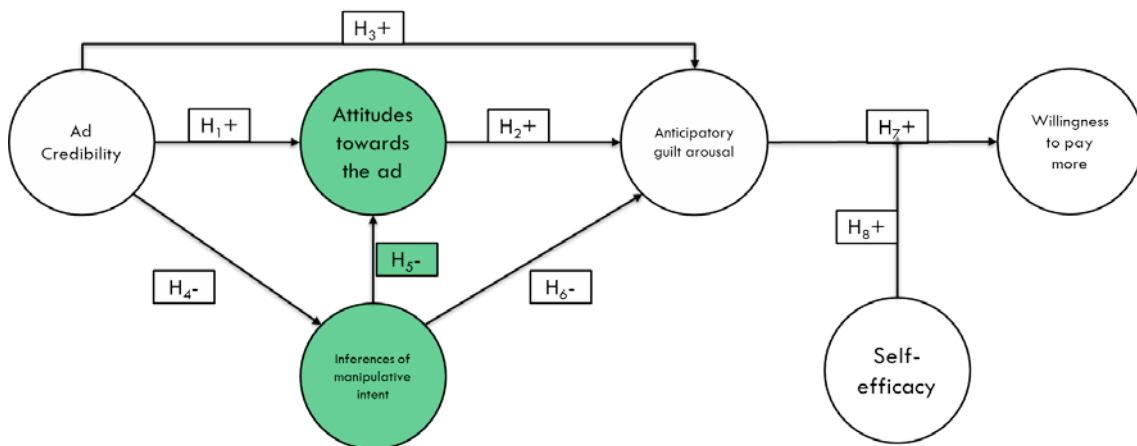 H₃+
Ad
Credibility
H₁+
Attitudes
towards
the ad
H₂+
Anticipatory
guilt arousal
H₇+
Willingness
to pay
more
H₄-
H₅-
H₆-
H₈+
Inferences of
manipulative
intent
Self-
efficacy